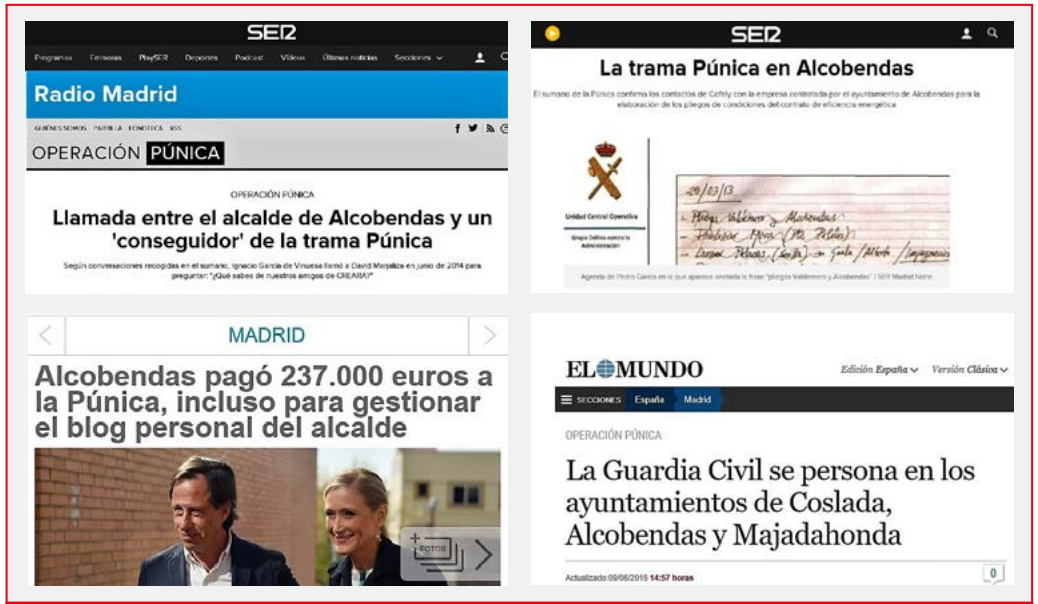 SER
Programas Emisoras PlaySER Deportes Podcast Vídeos Últimas noticias Secciones
Radio Madrid
QUIÉNES SOMOS PARRILLA FONOTECA RSS
OPERACIÓN PÚNICA
OPERACIÓN PÚNICA
Llamada entre el alcalde de Alcobendas y un
'conseguidor' de la trama Púnica
Según conversaciones recogidas en el sumario, Ignacio García de Vinuesa llamó a David Marjaliza en junio de 2014 para
preguntar: "¿Qué sabes de nuestros amigos de CREARA?"
SER
La trama Púnica en Alcobendas
El sumario de la Púnica confirma los contactos de Cofely con la empresa contratada por el ayuntamiento de Alcobendas para la
elaboración de los pliegos de condiciones del contrato de eficiencia energética
Unidad Central Operativa
Grupo Delitos contra la
Administración
20/03/13
- Pliegos Valdemoro y Alcobendas
Agenda de Pedro García en la que aparece anotada la frase "pliegos Valdemoro y Alcobendas" / SER Madrid Norte
MADRID
Alcobendas pagó 237.000 euros a
la Púnica, incluso para gestionar
el blog personal del alcalde
+
FOTOS
EL MUNDO
Edición España Versión Clásica
SECCIONES España Madrid
OPERACIÓN PÚNICA
La Guardia Civil se persona en los
ayuntamientos de Coslada,
Alcobendas y Majadahonda
Actualizado:09/06/2015 14:57 horas
0